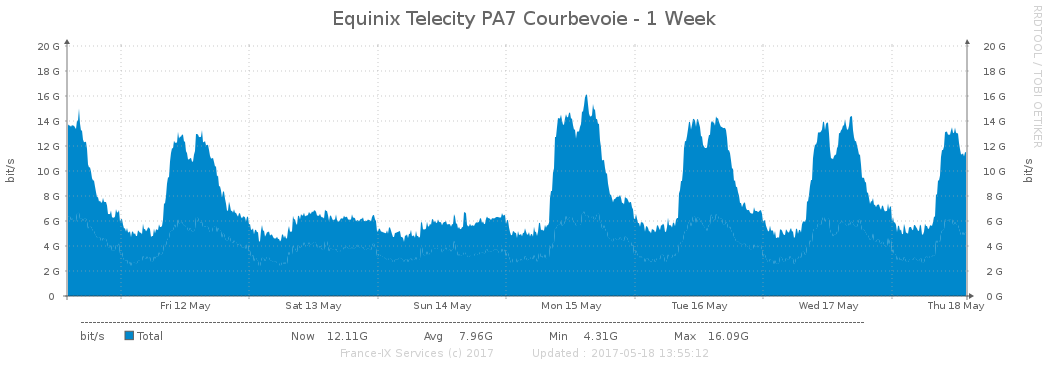 Equinix Telecity PA7 Courbevoie - 1 Week
RRDTOOL / TOBI OETIKER
20 G 20 G
18 G 18 G
16 G 16 G
14 G 14 G
12 G 12 G
10 G 10 G
8 G 8 G
6 G 6 G
4 G 4 G
2 G 2 G
0 0 G
bit/s
bit/s
Fri 12 May Sat 13 May Sun 14 May Mon 15 May Tue 16 May Wed 17 May Thu 18 May
bit/s Total Now 12.11G Avg 7.96G Min 4.31G Max 16.09G
France-IX Services (c) 2017 Updated : 2017-05-18 13:55:12